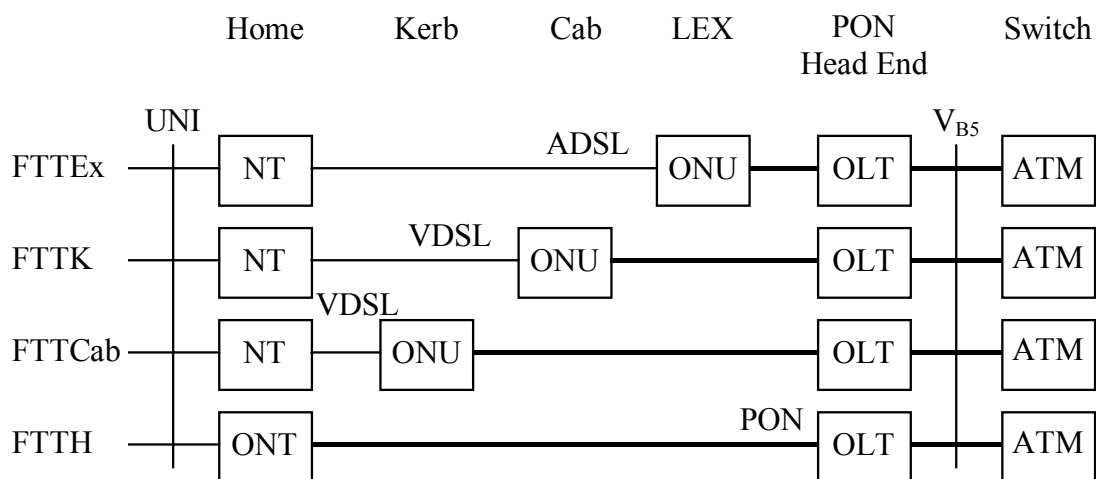 Home Kerb Cab LEX PON Switch
Head End
UNI V_B5
ADSL
FTTEx NT ONU OLT ATM
VDSL
FTTK NT ONU OLT ATM
VDSL
FTTCab NT ONU OLT ATM
PON
FTTH ONT OLT ATM